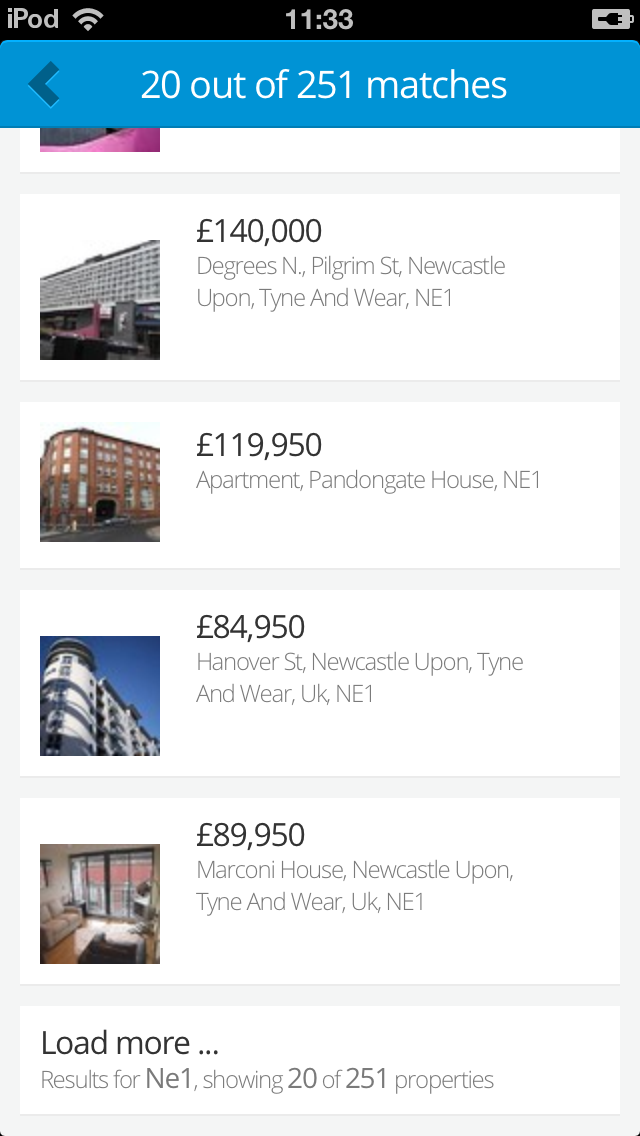 iPod 11:33
20 out of 251 matches
£140,000
Degrees N., Pilgrim St, Newcastle
Upon, Tyne And Wear, NE1
£119,950
Apartment, Pandongate House, NE1
£84,950
Hanover St, Newcastle Upon, Tyne
And Wear, Uk, NE1
£89,950
Marconi House, Newcastle Upon,
Tyne And Wear, Uk, NE1
Load more ...
Results for Ne1, showing 20 of 251 properties